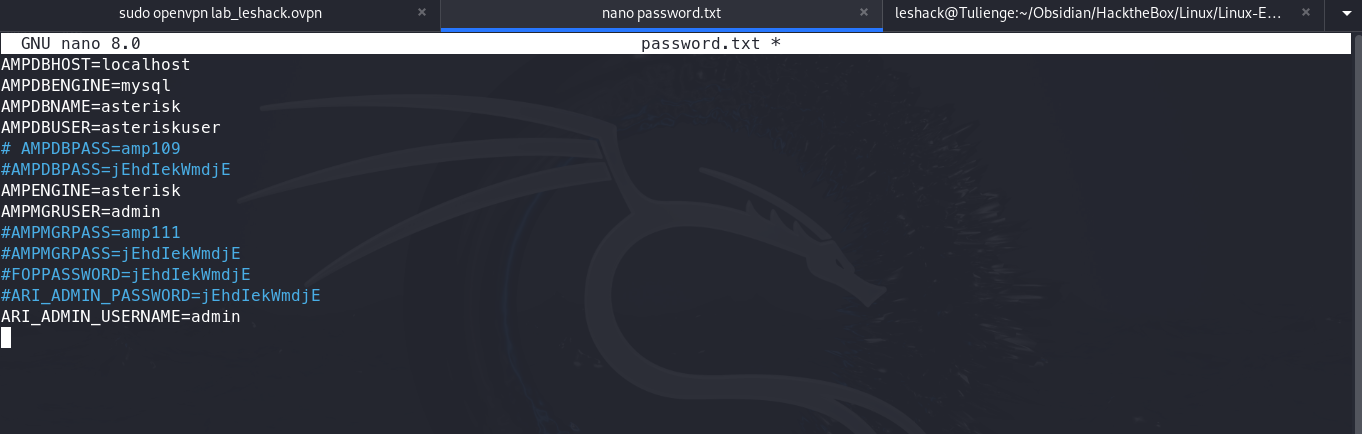 sudo openvpn lab_leshack.ovpn × nano password.txt × leshack@Tulienge:~/Obsidian/HacktheBox/Linux/Linux-E... ×
GNU nano 8.0 password.txt *
AMPDBHOST=localhost
AMPDBENGINE=mysql
AMPDBNAME=asterisk
AMPDBUSER=asteriskuser
# AMPDBPASS=amp109
#AMPDBPASS=jEhdIekWmdjE
AMPENGINE=asterisk
AMPMGRUSER=admin
#AMPMGRPASS=amp111
#AMPMGRPASS=jEhdIekWmdjE
#FOPPASSWORD=jEhdIekWmdjE
#ARI_ADMIN_PASSWORD=jEhdIekWmdjE
ARI_ADMIN_USERNAME=admin